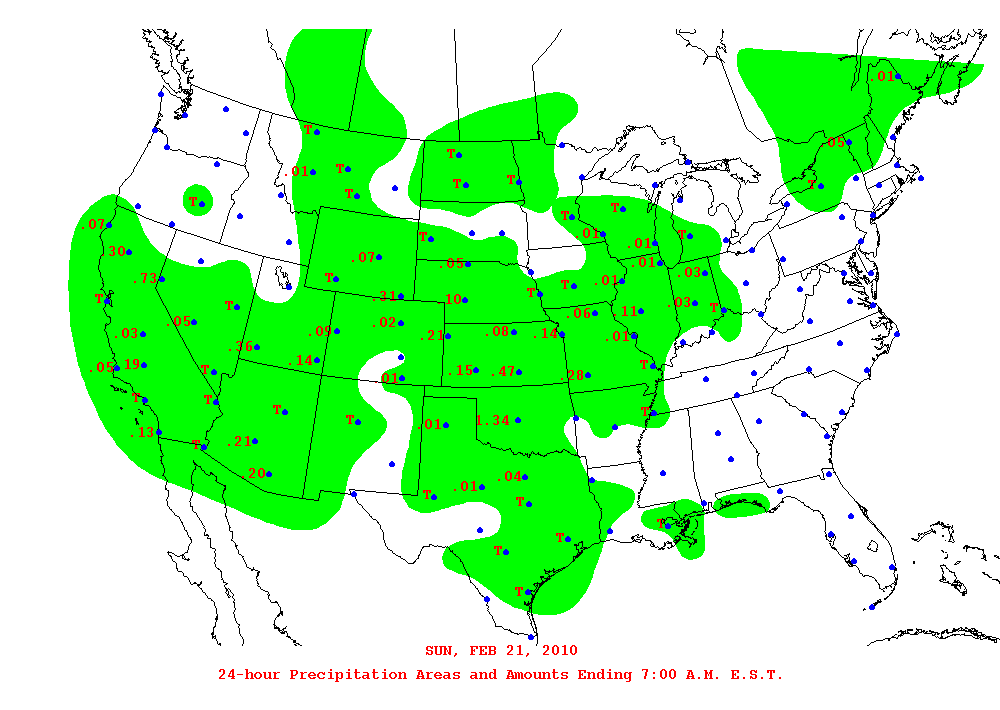 .01
T
.05
T
T
.01
T
T
T
T
T
T
T
.07
.01
T
T
.01
.30
.07
.05
.01
.73
T
T
T
.01
.03
T
.31
.10
T
.06
.11
.03
T
.05
.02
.03
.09
.21
.08
.14
.01
.36
.14
.05
.19
T
.01
.15
.47
.28
T
T
T
T
T
.01
1.34
T
.13
T
.21
.20
.01
.04
T
T
T
T
T
T
SUN, FEB 21, 2010
24-hour Precipitation Areas and Amounts Ending 7:00 A.M. E.S.T.